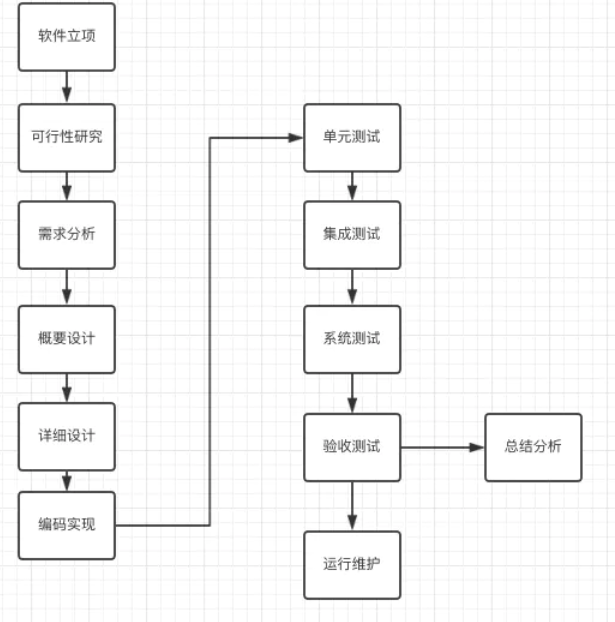 软件立项
可行性研究
需求分析
概要设计
详细设计
编码实现
单元测试
集成测试
系统测试
验收测试
总结分析
运行维护